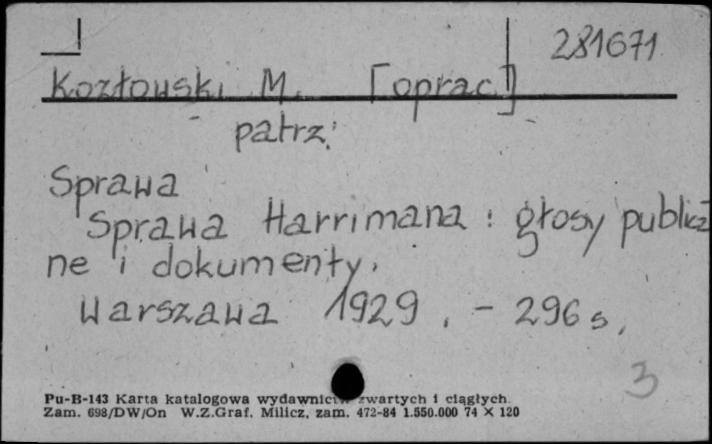 281671
Kozłowski M. [oprac.]
patrz:
Sprawa
Sprawa Harrimana : głosy publicz-
ne i dokumenty.
Warszawa 1929. - 296 s.
3
Pu-B-143 Karta katalogowa wydawnictw zwartych i ciągłych.
Zam. 698/DW/On W.Z.Graf. Milicz, zam. 472-84 1.550.000 74 × 120